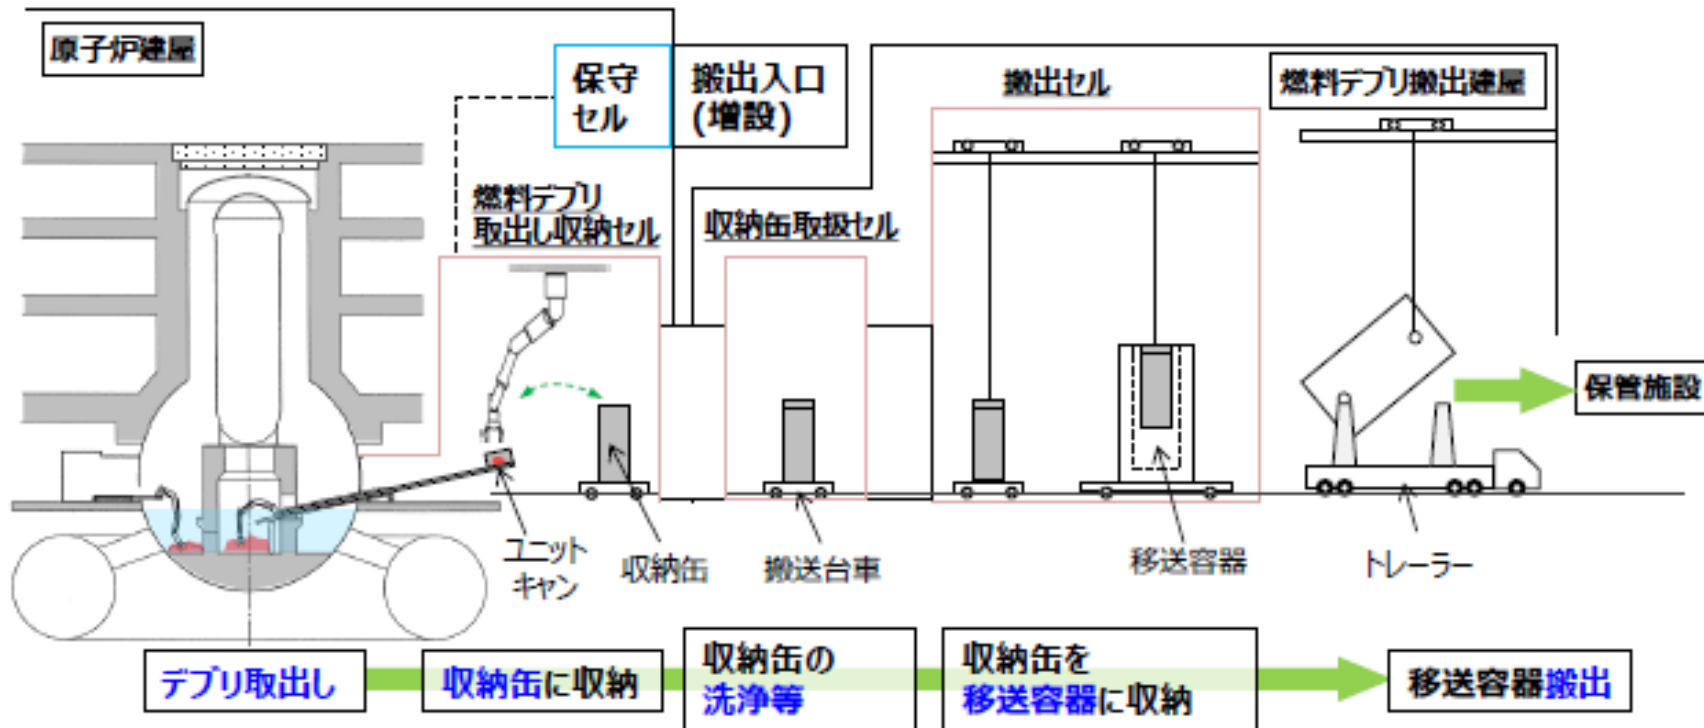 原子炉建屋
保守
セル
搬出入口
(増設)
搬出セル
燃料デブリ搬出建屋
燃料デブリ
取出し収納セル
収納缶取扱セル
保管施設
ユニット
キャン
収納缶
搬送台車
移送容器
トレーラー
デブリ取出し
収納缶に収納
収納缶の
洗浄等
収納缶を
移送容器に収納
移送容器搬出